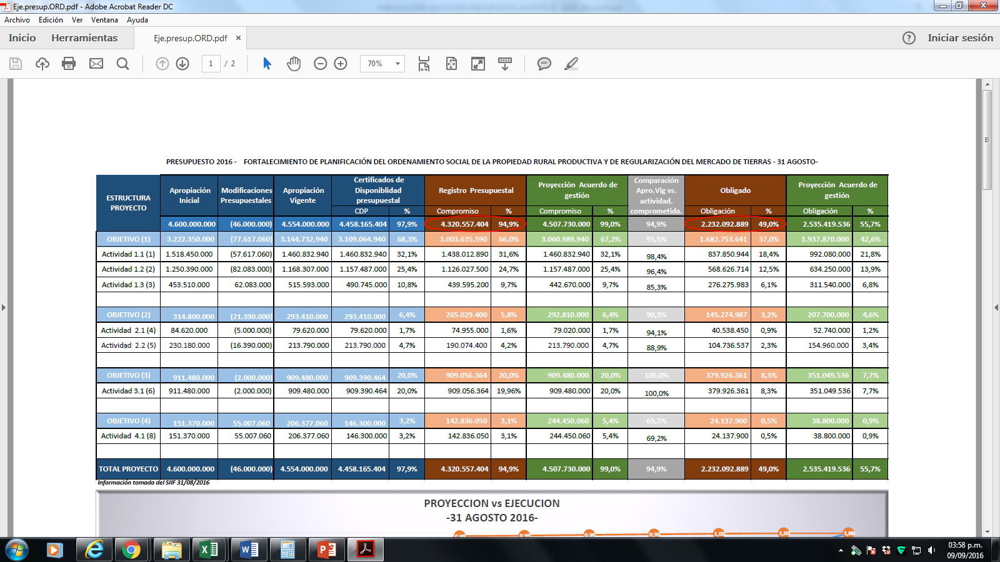 Eje.presup.ORD.pdf - Adobe Acrobat Reader DC
Archivo Edición Ver Ventana Ayuda
Inicio Herramientas Eje.presup.ORD.pdf × ? Iniciar sesión
1 / 2 70%
PRESUPUESTO 2016 - FORTALECIMIENTO DE PLANIFICACIÓN DEL ORDENAMIENTO SOCIAL DE LA PROPIEDAD RURAL PRODUCTIVA Y DE REGULARIZACIÓN DEL MERCADO DE TIERRAS - 31 AGOSTO-
ESTRUCTURA PROYECTO
Apropiación Inicial
Modificaciones Presupuestales
Apropiación Vigente
Certificados de Disponiblidad presupuestal
Registro Presupuestal
Proyección Acuerdo de gestión
Comparación Apro.Vig vs. actividad. comprometida.
Obligado
Proyección Acuerdo de gestión
CDP % Compromiso % Compromiso % Obligación % Obligación %
4.600.000.000 (46.000.000) 4.554.000.000 4.458.165.404 97,9% 4.320.557.404 94,9% 4.507.730.000 99,0% 94,9% 2.232.092.889 49,0% 2.535.419.536 55,7%
OBJETIVO (1) 3.222.350.000 (77.617.060) 3.144.732.940 3.109.064.940 68,3% 3.003.635.590 66,0% 3.060.989.940 67,2% 95,5% 1.682.753.641 37,0% 1.937.870.000 42,6%
Actividad 1.1 (1) 1.518.450.000 (57.617.060) 1.460.832.940 1.460.832.940 32,1% 1.438.012.890 31,6% 1.460.832.940 32,1% 98,4% 837.850.944 18,4% 992.080.000 21,8%
Actividad 1.2 (2) 1.250.390.000 (82.083.000) 1.168.307.000 1.157.487.000 25,4% 1.126.027.500 24,7% 1.157.487.000 25,4% 96,4% 568.626.714 12,5% 634.250.000 13,9%
Actividad 1.3 (3) 453.510.000 62.083.000 515.593.000 490.745.000 10,8% 439.595.200 9,7% 442.670.000 9,7% 85,3% 276.275.983 6,1% 311.540.000 6,8%
OBJETIVO (2) 314.800.000 (21.390.000) 293.410.000 293.410.000 6,4% 265.029.400 5,8% 292.810.000 6,4% 90,3% 145.274.987 3,2% 207.700.000 4,6%
Actividad 2.1 (4) 84.620.000 (5.000.000) 79.620.000 79.620.000 1,7% 74.955.000 1,6% 79.020.000 1,7% 94,1% 40.538.450 0,9% 52.740.000 1,2%
Actividad 2.2 (5) 230.180.000 (16.390.000) 213.790.000 213.790.000 4,7% 190.074.400 4,2% 213.790.000 4,7% 88,9% 104.736.537 2,3% 154.960.000 3,4%
OBJETIVO (3) 911.480.000 (2.000.000) 909.480.000 909.390.464 20,0% 909.056.364 20,0% 909.480.000 20,0% 100,0% 379.926.361 8,3% 351.049.536 7,7%
Actividad 3.1 (6) 911.480.000 (2.000.000) 909.480.000 909.390.464 20,0% 909.056.364 19,96% 909.480.000 20,0% 100,0% 379.926.361 8,3% 351.049.536 7,7%
OBJETIVO (4) 151.370.000 55.007.060 206.377.060 146.300.000 3,2% 142.836.050 3,1% 244.450.060 5,4% 69,2% 24.137.900 0,5% 38.800.000 0,9%
Actividad 4.1 (8) 151.370.000 55.007.060 206.377.060 146.300.000 3,2% 142.836.050 3,1% 244.450.060 5,4% 69,2% 24.137.900 0,5% 38.800.000 0,9%
TOTAL PROYECTO 4.600.000.000 (46.000.000) 4.554.000.000 4.458.165.404 97,9% 4.320.557.404 94,9% 4.507.730.000 99,0% 94,9% 2.232.092.889 49,0% 2.535.419.536 55,7%
Información tomada del SIIF 31/08/2016
PROYECCION vs EJECUCION
-31 AGOSTO 2016-
0,99 0,99 0,99 0,99 1,00 1,00 1,00
03:58 p.m.
09/09/2016